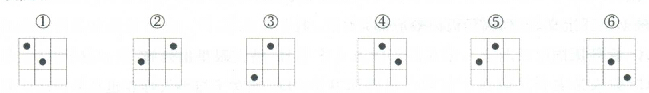 ① ② ③ ④ ⑤ ⑥